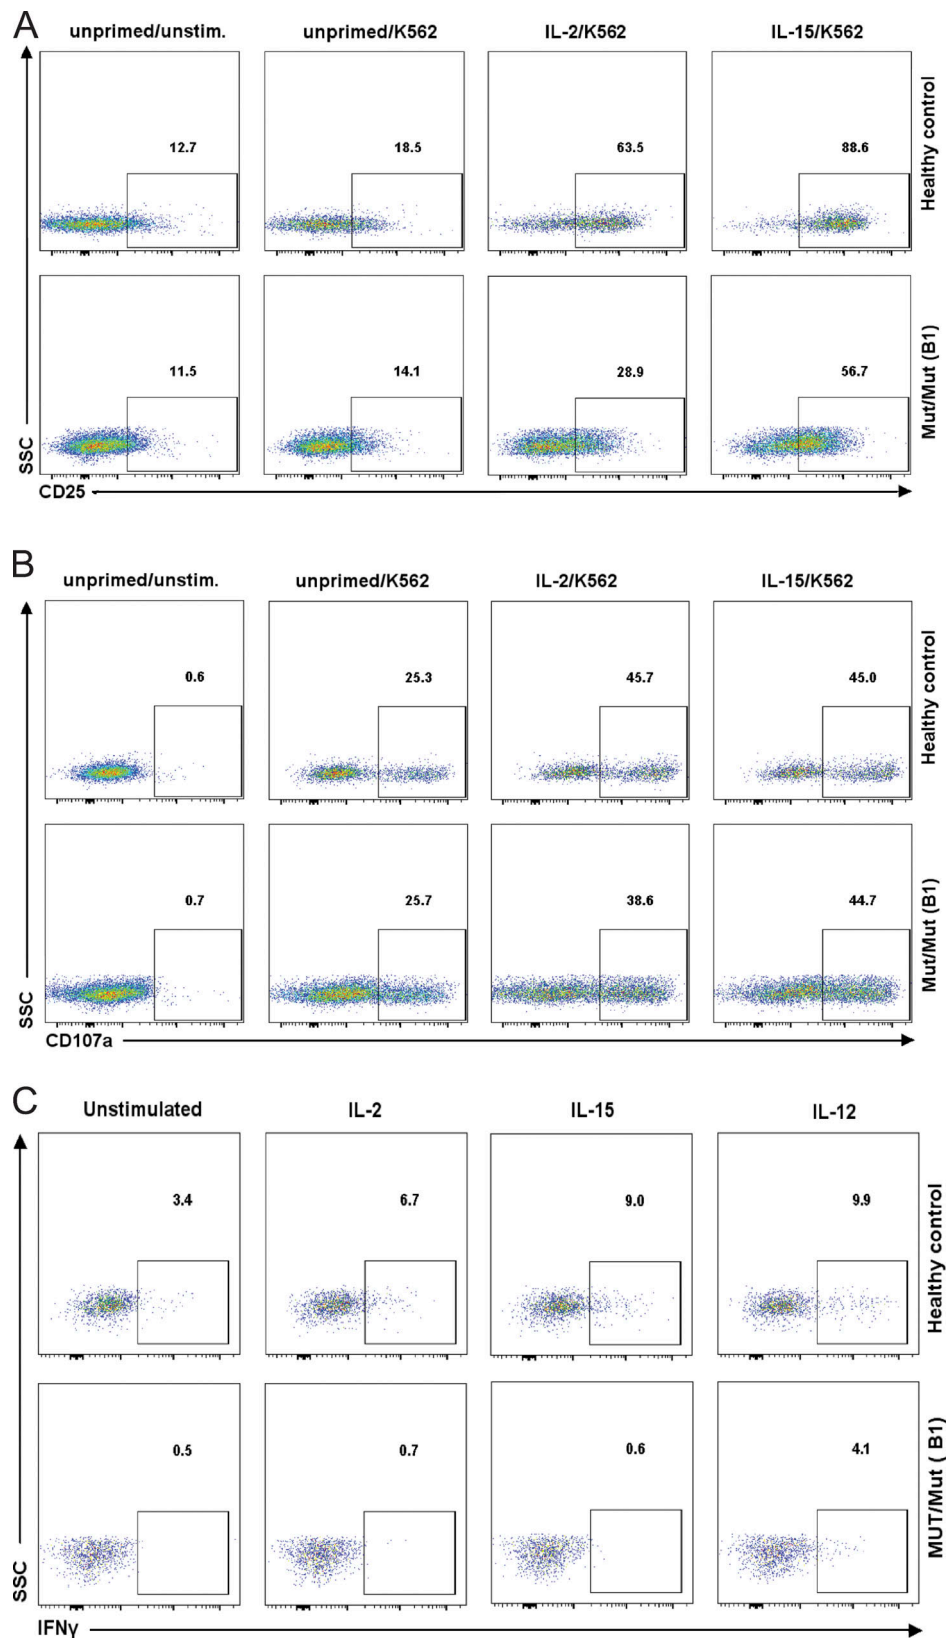 A
unprimed/unstim. unprimed/K562 IL-2/K562 IL-15/K562
12.7 18.5 63.5 88.6
Healthy control
11.5 14.1 28.9 56.7
Mut/Mut (B1)
SSC
CD25
B
unprimed/unstim. unprimed/K562 IL-2/K562 IL-15/K562
0.6 25.3 45.7 45.0
Healthy control
0.7 25.7 38.6 44.7
Mut/Mut (B1)
SSC
CD107a
C
Unstimulated IL-2 IL-15 IL-12
3.4 6.7 9.0 9.9
Healthy control
0.5 0.7 0.6 4.1
MUT/Mut ( B1)
SSC
IFNγ